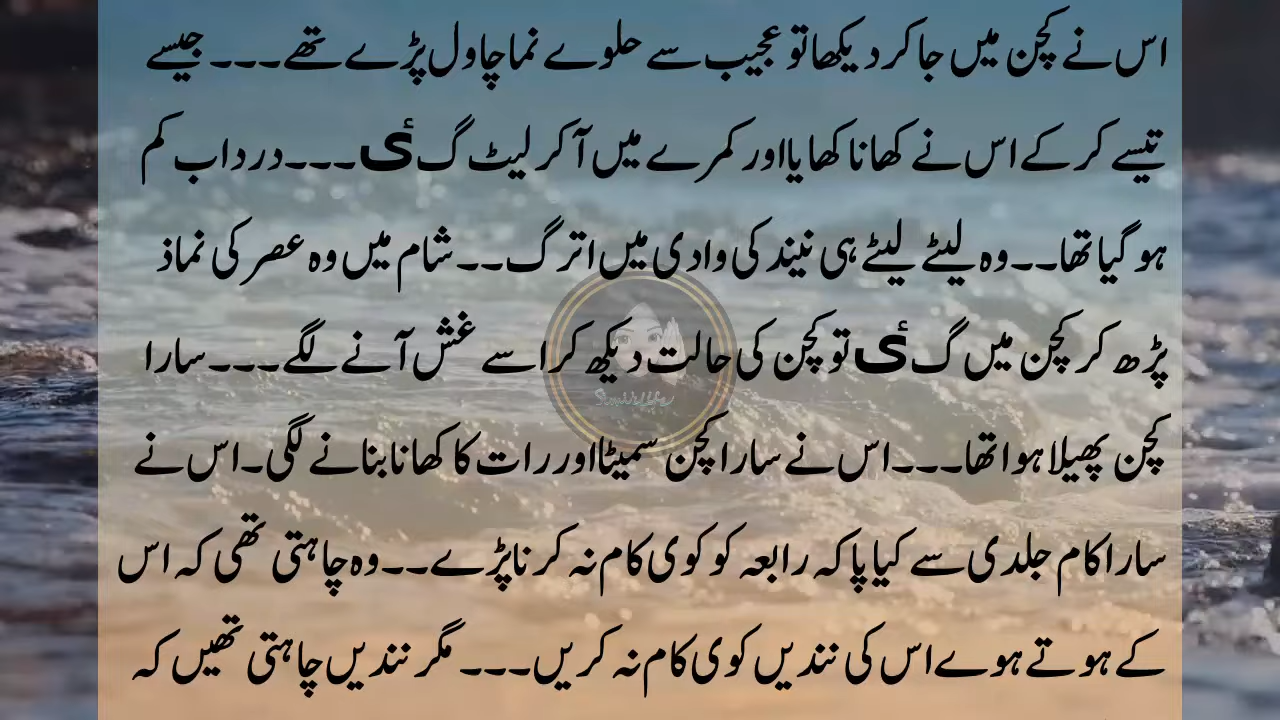 اس نے کچن میں جا کر دیکھا تو عجیب سے حلوے نما چاول پڑے تھے۔۔۔ جیسے
تیسے کر کے اس نے کھانا کھایا اور کمرے میں آ کر لیٹ گ ئ۔۔۔ درد اب کم
ہو گیا تھا۔۔ وہ لیٹے لیٹے ہی نیند کی وادی میں اتر گ۔۔ شام میں وہ عصر کی نماذ
پڑھ کر کچن میں گ ئ تو کچن کی حالت دیکھ کر اسے غش آنے لگے۔۔۔ سارا
کچن پھیلا ہوا تھا۔۔۔ اس نے سارا کچن سمیٹا اور رات کا کھانا بنانے لگی۔ اس نے
سارا کام جلدی سے کیا پا کہ رابعہ کو کوی کام نہ کرنا پڑے۔۔ وہ چاہتی تھی کہ اس
کے ہوتے ہوے اس کی نندیں کوی کام نہ کریں۔۔۔ مگر نندیں چاہتی تھیں کہ